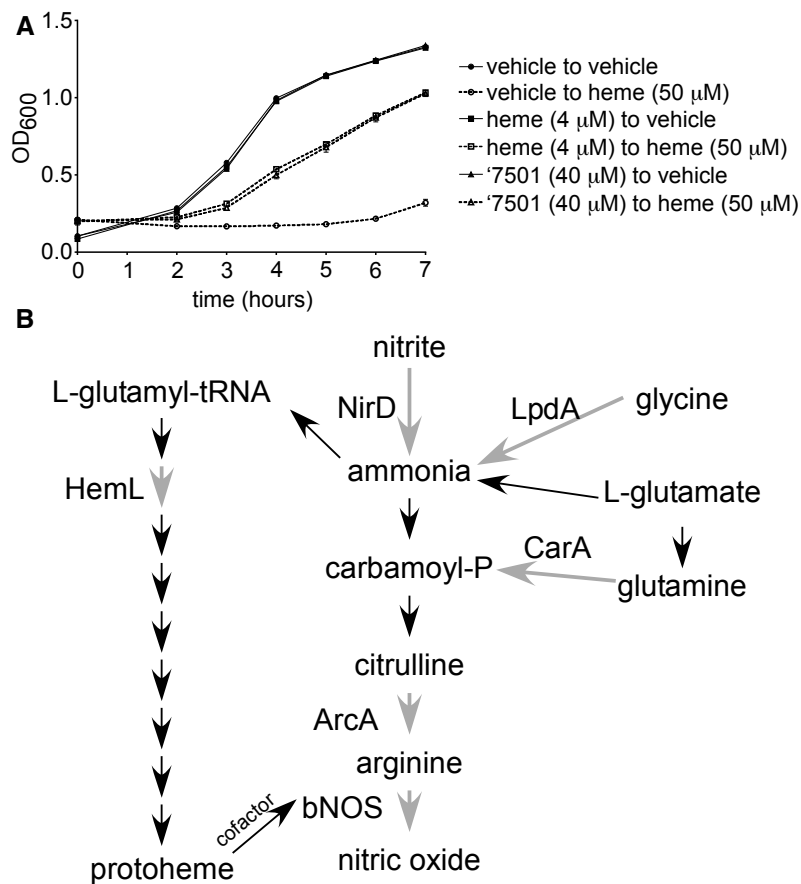 A
1.5
1.0
0.5
0.0
OD600
0 1 2 3 4 5 6 7
time (hours)
vehicle to vehicle
vehicle to heme (50 μM)
heme (4 μM) to vehicle
heme (4 μM) to heme (50 μM)
‘7501 (40 μM) to vehicle
‘7501 (40 μM) to heme (50 μM)
B
nitrite
L-glutamyl-tRNA
NirD
LpdA
glycine
ammonia
HemL
L-glutamate
CarA
carbamoyl-P
glutamine
citrulline
ArcA
arginine
cofactor
bNOS
protoheme
nitric oxide